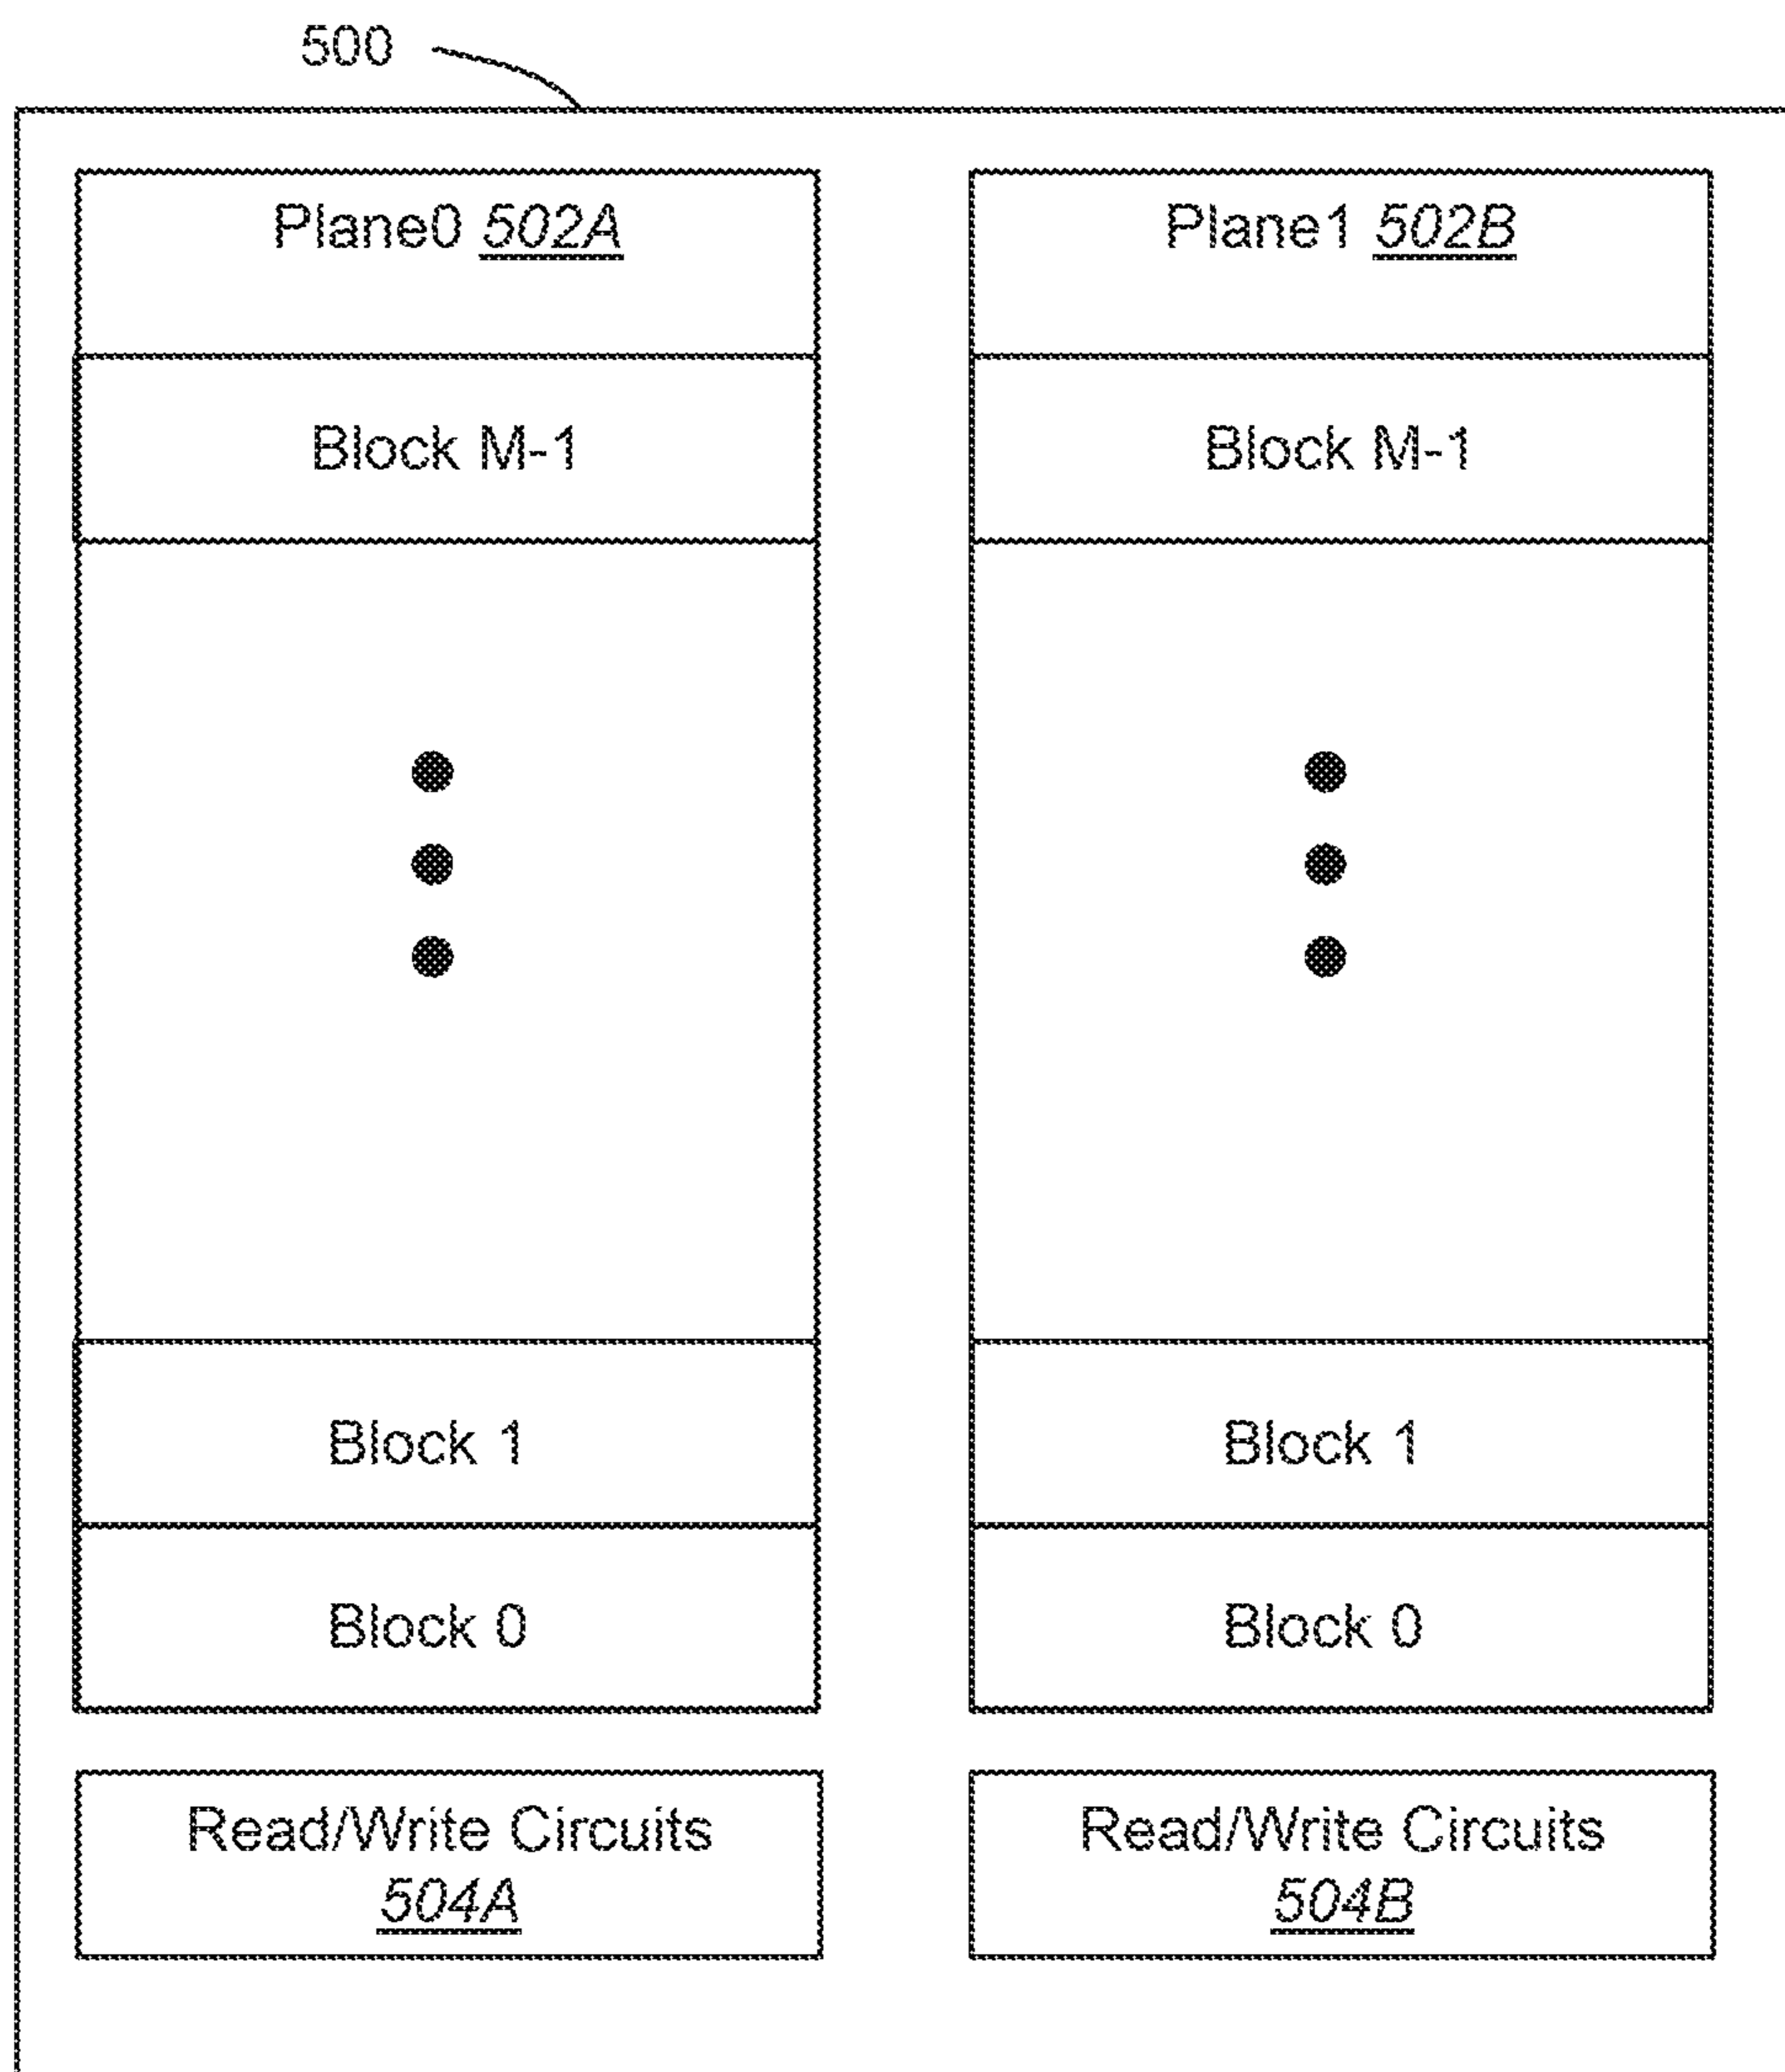 500
Plane0 502A
Block M-1
Block 1
Block 0
Read/Write Circuits
504A
Plane1 502B
Block M-1
Block 1
Block 0
Read/Write Circuits
504B